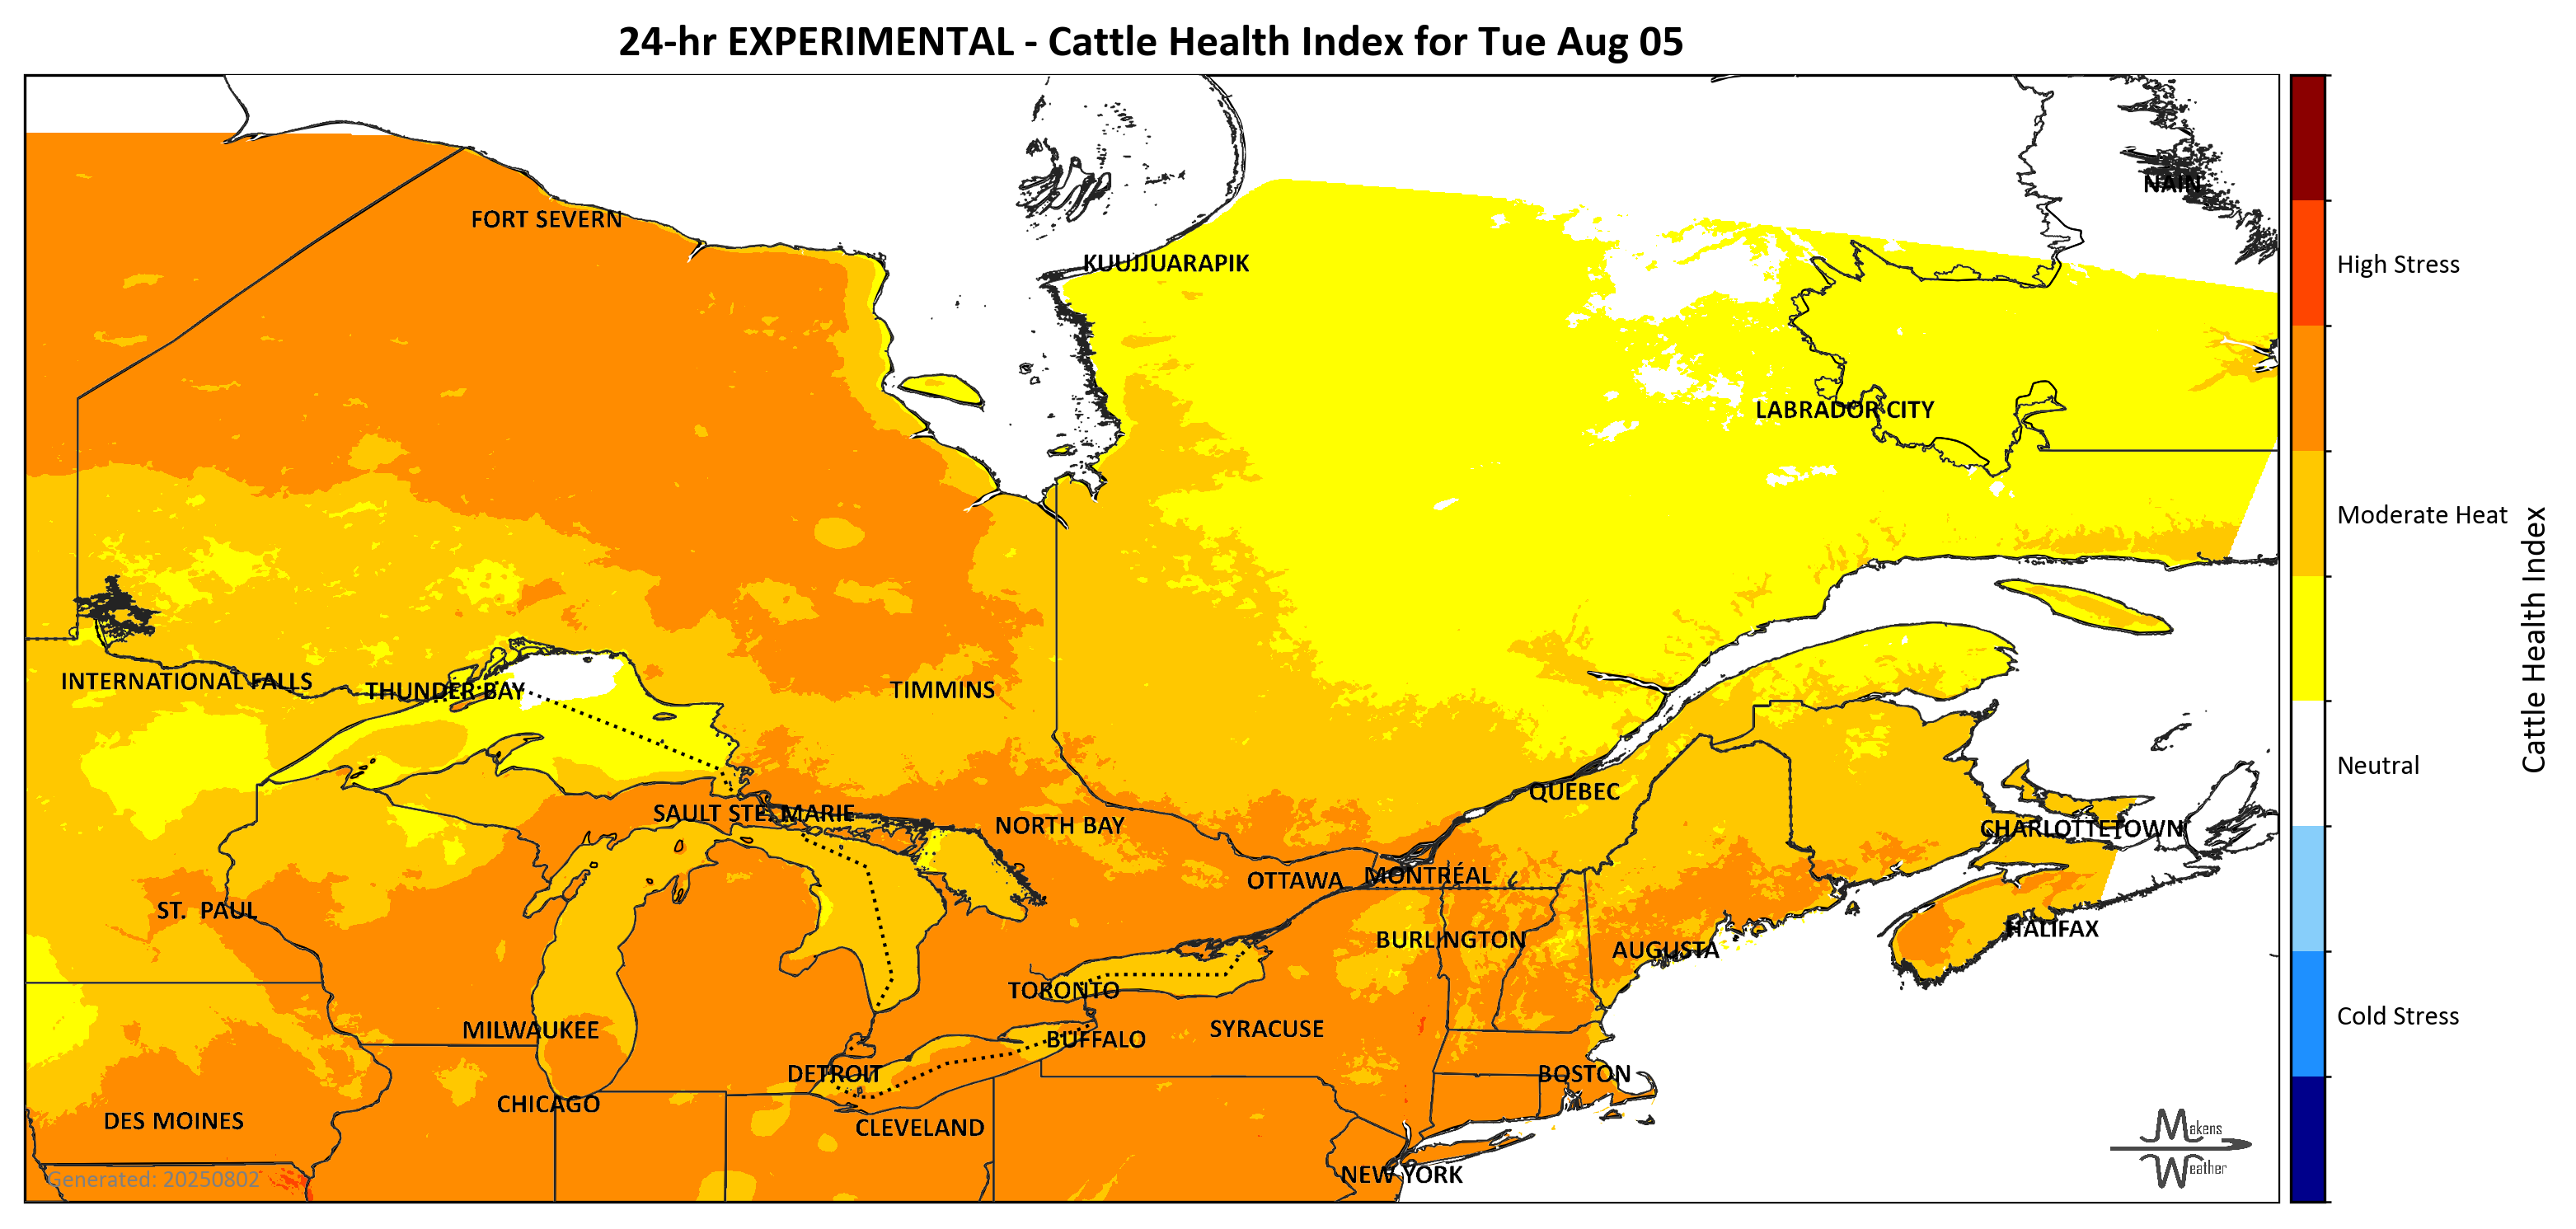 24-hr EXPERIMENTAL - Cattle Health Index for Tue Aug 05
NAIN
FORT SEVERN
KUUJJUARAPIK
High Stress
LABRADOR CITY
Moderate Heat
Cattle Health Index
INTERNATIONAL FALLS
THUNDER BAY
TIMMINS
Neutral
QUEBEC
SAULT STE. MARIE
NORTH BAY
CHARLOTTETOWN
OTTAWA
MONTRÉAL
ST. PAUL
HALIFAX
BURLINGTON
AUGUSTA
TORONTO
Cold Stress
MILWAUKEE
SYRACUSE
BUFFALO
DETROIT
BOSTON
CHICAGO
DES MOINES
CLEVELAND
Makens
Weather
NEW YORK
Generated: 20250802